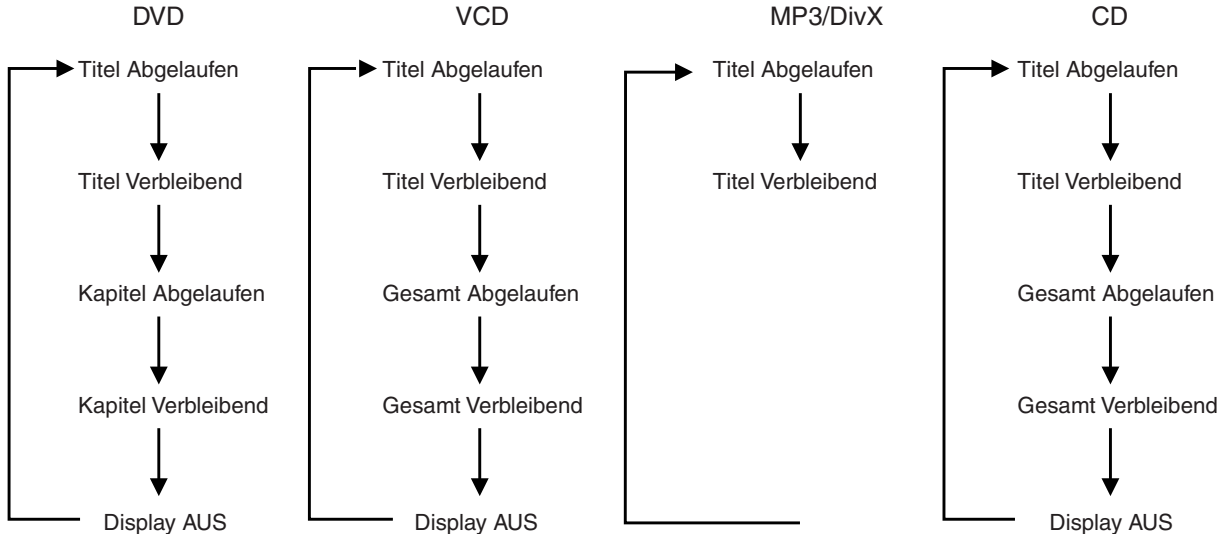 DVD
Titel Abgelaufen
Titel Verbleibend
Kapitel Abgelaufen
Kapitel Verbleibend
Display AUS
VCD
Titel Abgelaufen
Titel Verbleibend
Gesamt Abgelaufen
Gesamt Verbleibend
Display AUS
MP3/DivX
Titel Abgelaufen
Titel Verbleibend
CD
Titel Abgelaufen
Titel Verbleibend
Gesamt Abgelaufen
Gesamt Verbleibend
Display AUS